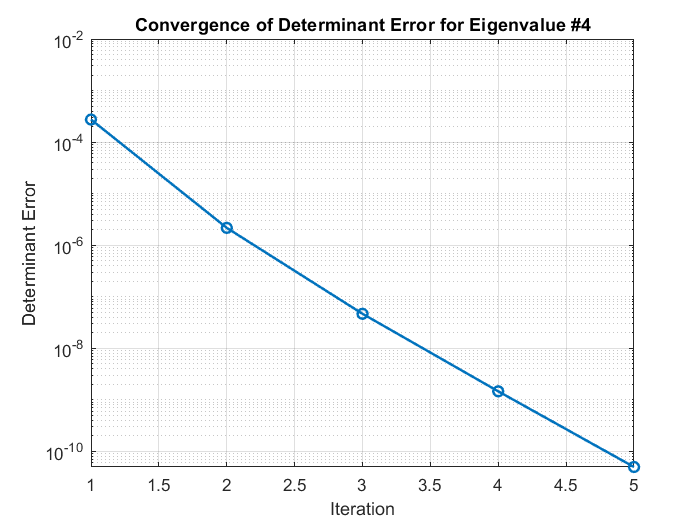 Convergence of Determinant Error for Eigenvalue #4
10^-2
10^-4
10^-6
10^-8
10^-10
Determinant Error
1 1.5 2 2.5 3 3.5 4 4.5 5
Iteration